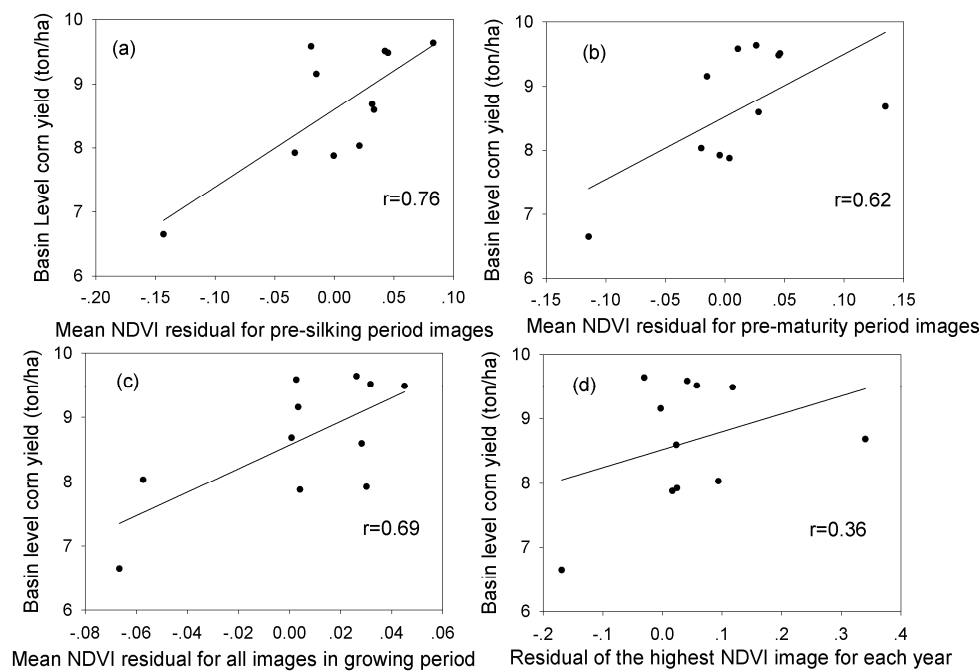 (a)
Basin Level corn yield (ton/ha)
10
9
8
7
6
r=0.76
-.20 -.15 -.10 -.05 0.00 .05 .10
Mean NDVI residual for pre-silking period images
(b)
Basin level corn yield (ton/ha)
10
9
8
7
6
r=0.62
-.15 -.10 -.05 0.00 .05 .10 .15
Mean NDVI residual for pre-maturity period images
(c)
Basin level corn yield (ton/ha)
10
9
8
7
6
r=0.69
-.08 -.06 -.04 -.02 0.00 .02 .04 .06
Mean NDVI residual for all images in growing period
(d)
Basin level corn yield (ton/ha)
10
9
8
7
6
r=0.36
-.2 -.1 0.0 .1 .2 .3 .4
Residual of the highest NDVI image for each year